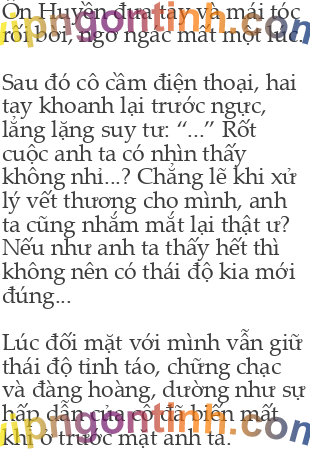 Ôn Huyền đưa tay và mái tóc
rối bời, ngơ ngác mất một lúc.
Sau đó cô cầm điện thoại, hai
tay khoanh lại trước ngực,
lẳng lặng suy tư: “...” Rốt
cuộc anh ta có nhìn thấy
không nhỉ...? Chẳng lẽ khi xử
lý vết thương cho mình, anh
ta cũng nhắm mắt lại thật ư?
Nếu như anh ta thấy hết thì
không nên có thái độ kia mới
đúng...
Lúc đối mặt với mình vẫn giữ
thái độ tỉnh táo, chững chạc
và đàng hoàng, dường như sự
hấp dẫn của cô đã biến mất
khi ở trước mặt anh ta.
vipngontinh.com
vipngontinh.com